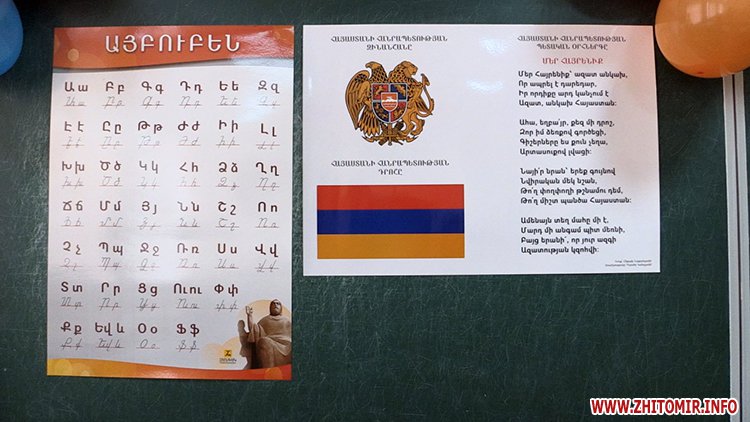 ԱՅԲՈՒԲԵՆ
Աա Բբ Գգ Դդ Եե Զզ
Էէ Ըը Թթ Ժժ Իի Լլ
Խխ Ծծ Կկ Հհ Ձձ Ղղ
Ճճ Մմ Յյ Նն Շշ Ոո
Չչ Պպ Ջջ Ռռ Սս Վվ
Տտ Րր Ցց Ուու Փփ
Քք Եվև Օօ Ֆֆ
ՀԱՅԱՍՏԱՆԻ ՀԱՆՐԱՊԵՏՈՒԹՅԱՆ
ԶԻՆԱՆՇԱՆԸ
ՀԱՅԱՍՏԱՆԻ ՀԱՆՐԱՊԵՏՈՒԹՅԱՆ
ԴՐՈՇԸ
ՀԱՅԱՍՏԱՆԻ ՀԱՆՐԱՊԵՏՈՒԹՅԱՆ
ՊԵՏԱԿԱՆ ՕՐՀՆԵՐԳԸ
ՄԵՐ ՀԱՅՐԵՆԻՔ
Մեր Հայրենիք՝ ազատ անկախ,
Որ ապրել է դարեդար,
Իր որդիքը արդ կանչում է
Ազատ, անկախ Հայաստան։
Ահա, եղբա՛յր, քեզ մի դրոշ,
Զոր իմ ձեռքով գործեցի,
Գիշերները ես քուն չեղա,
Արտասուքով լվացի։
Նայի՛ր նրան՝ երեք գույնով
Նվիրական մեկ նշան,
Թո՛ղ փողփողի թշնամու դեմ,
Թո՛ղ միշտ պանծա Հայաստան։
Ամենայն տեղ մահը մի է,
Մարդ մի անգամ պիտ մեռնի,
Բայց երանի՜, որ յուր ազգի
Ազատության կզոհվի։
WWW.ZHITOMIR.INFO